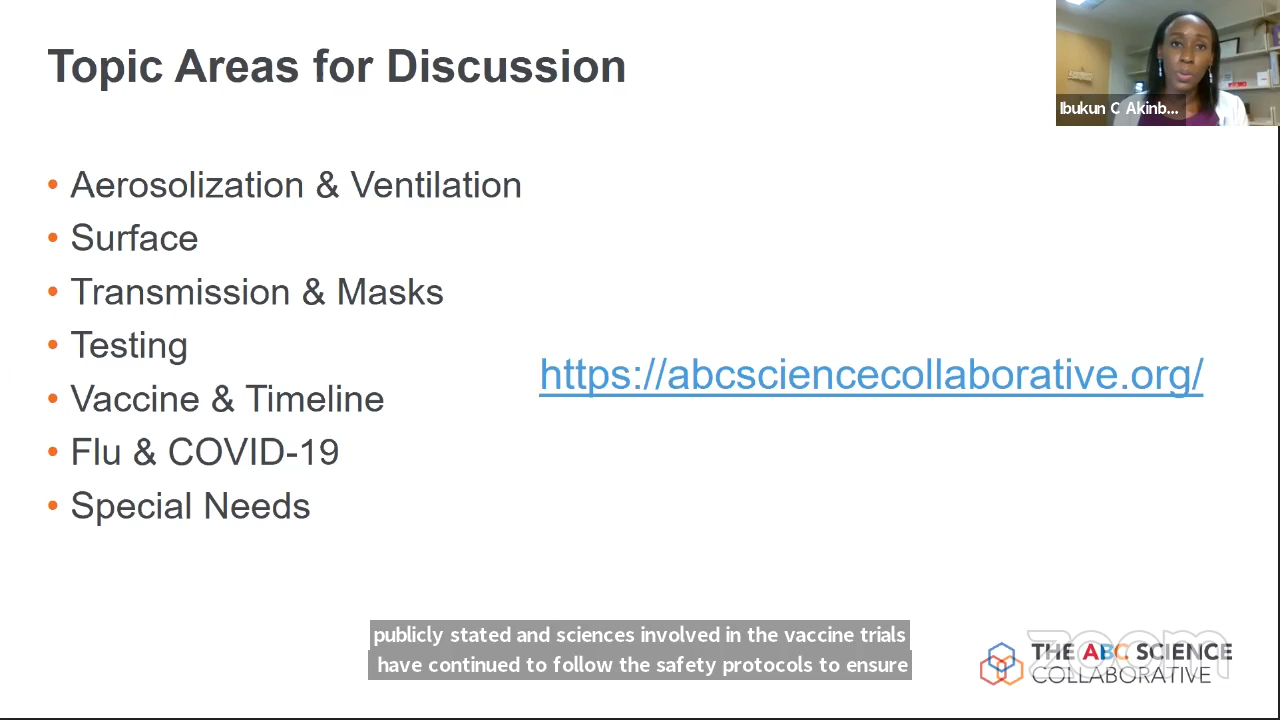 Topic Areas for Discussion
Ibukun C Akinb...
• Aerosolization & Ventilation
• Surface
• Transmission & Masks
• Testing
https://abcsciencecollaborative.org/
• Vaccine & Timeline
• Flu & COVID-19
• Special Needs
publicly stated and sciences involved in the vaccine trials
have continued to follow the safety protocols to ensure
zoom
THE ABC SCIENCE
COLLABORATIVE